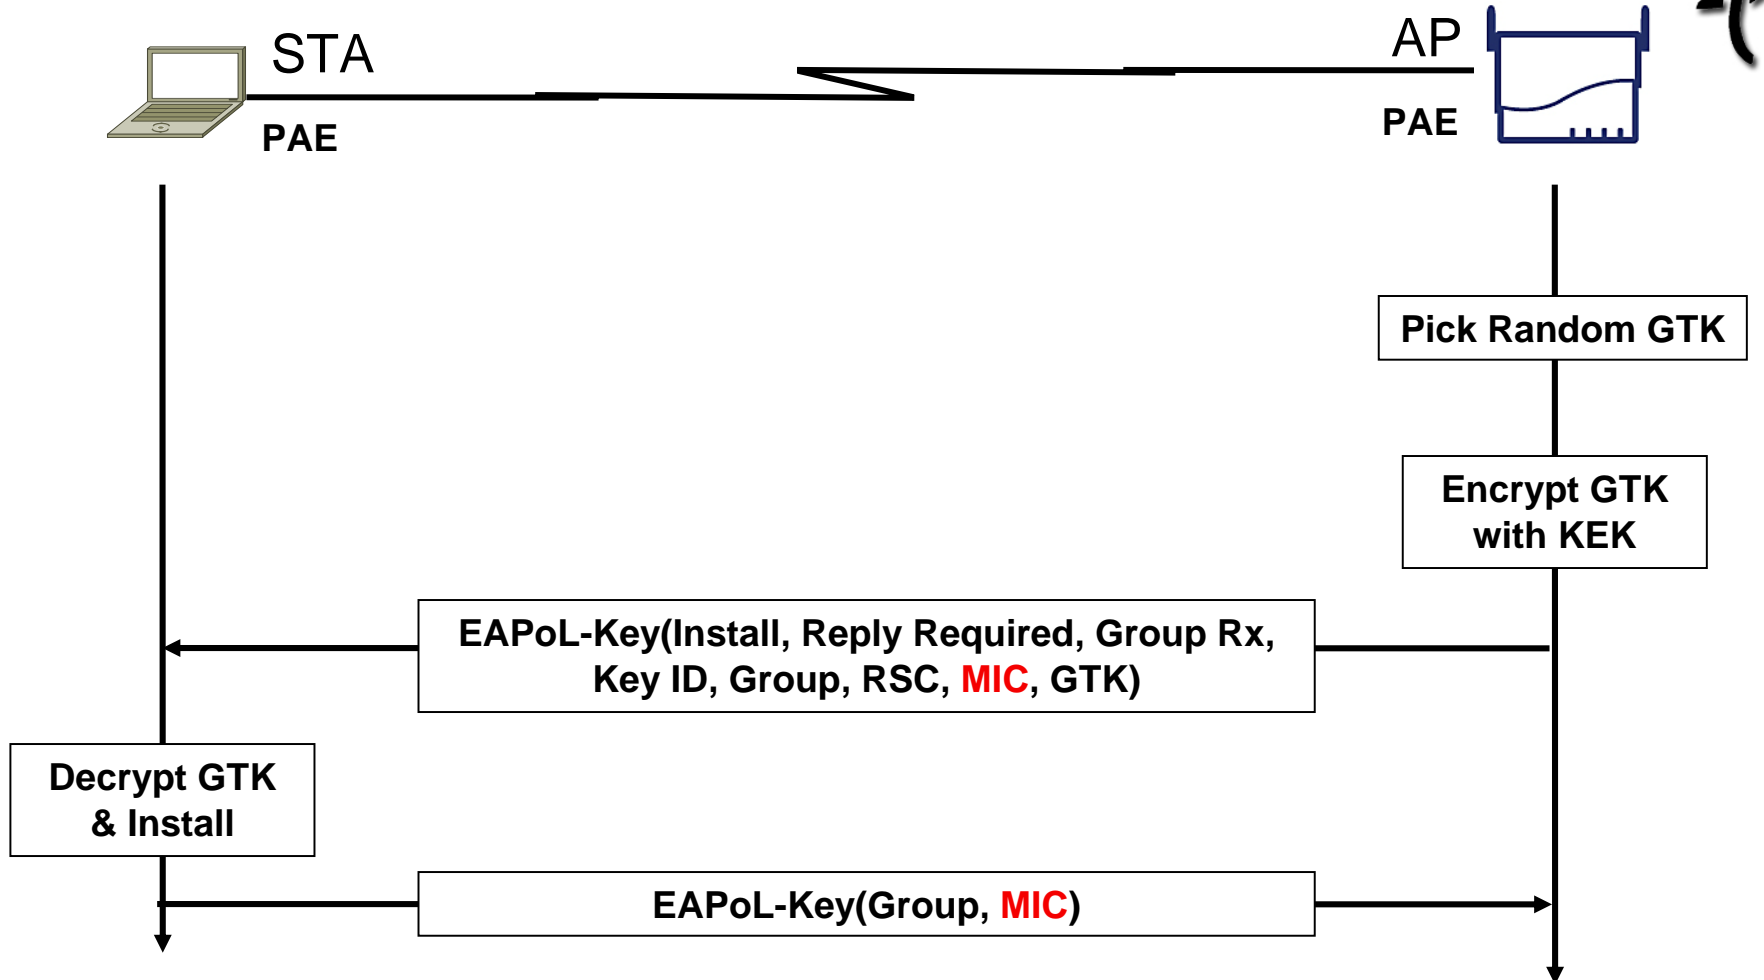 STA
AP
PAE
PAE
Pick Random GTK
Encrypt GTK
with KEK
EAPoL-Key(Install, Reply Required, Group Rx,
Key ID, Group, RSC, MIC, GTK)
Decrypt GTK
& Install
EAPoL-Key(Group, MIC)